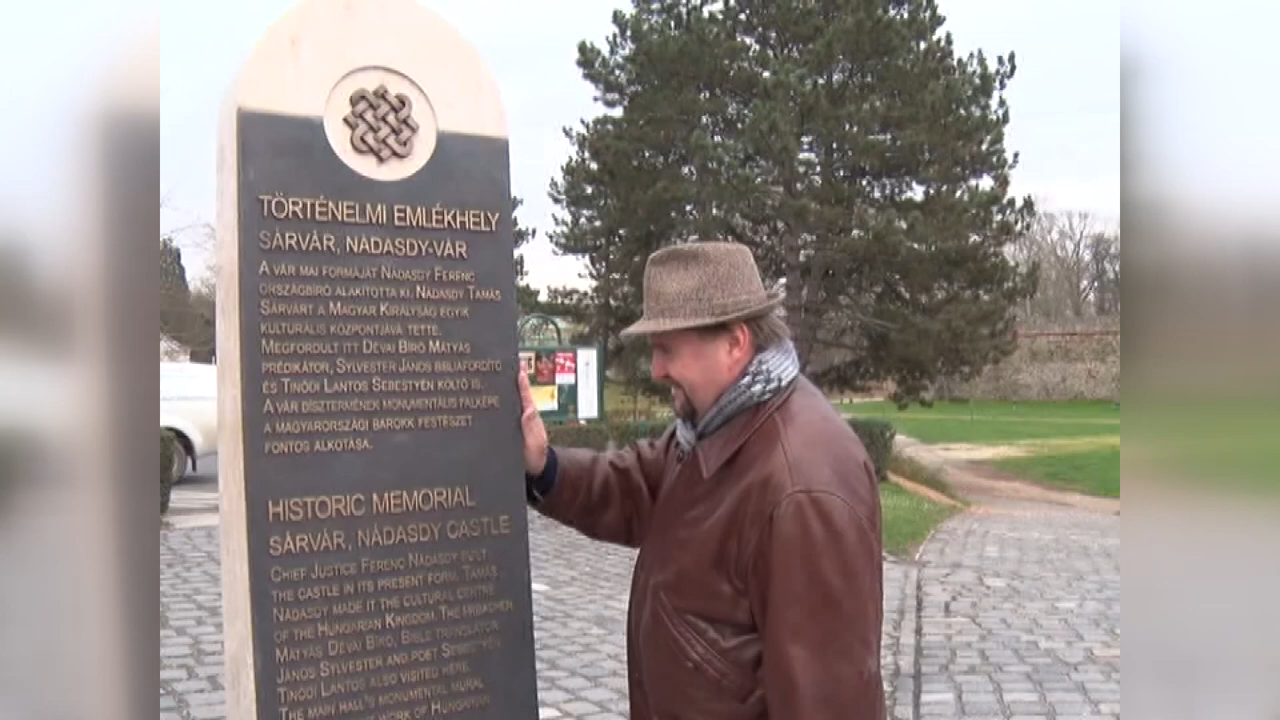 TÖRTÉNELMI EMLÉKHELY
SÁRVÁR, NÁDASDY-VÁR
A VÁR MAI FORMÁJÁT NÁDASDY FERENC
ORSZÁGBÍRÓ ALAKÍTOTTA KI. NÁDASDY TAMÁS
SÁRVÁRT A MAGYAR KIRÁLYSÁG EGYIK
KULTURÁLIS KÖZPONTJÁVÁ TETTE.
MEGFORDULT ITT DÉVAI BÍRÓ MÁTYÁS
PRÉDIKÁTOR, SYLVESTER JÁNOS BIBLIAFORDÍTÓ
ÉS TINÓDI LANTOS SEBESTYÉN KÖLTŐ IS.
A VÁR DÍSZTERMÉNEK MONUMENTÁLIS FALKÉPE
A MAGYARORSZÁGI BAROKK FESTÉSZET
FONTOS ALKOTÁSA.
HISTORIC MEMORIAL
SÁRVÁR, NÁDASDY CASTLE
CHIEF JUSTICE FERENC NÁDASDY BUILT
THE CASTLE IN ITS PRESENT FORM. TAMÁS
NÁDASDY MADE IT THE CULTURAL CENTRE
OF THE HUNGARIAN KINGDOM. THE PREACHER
MÁTYÁS DÉVAI BÍRÓ, BIBLE TRANSLATOR
JÁNOS SYLVESTER AND POET SEBESTYÉN
TINÓDI LANTOS ALSO VISITED HERE.
THE MAIN HALL'S MONUMENTAL MURAL
WORK OF HUNGARIAN